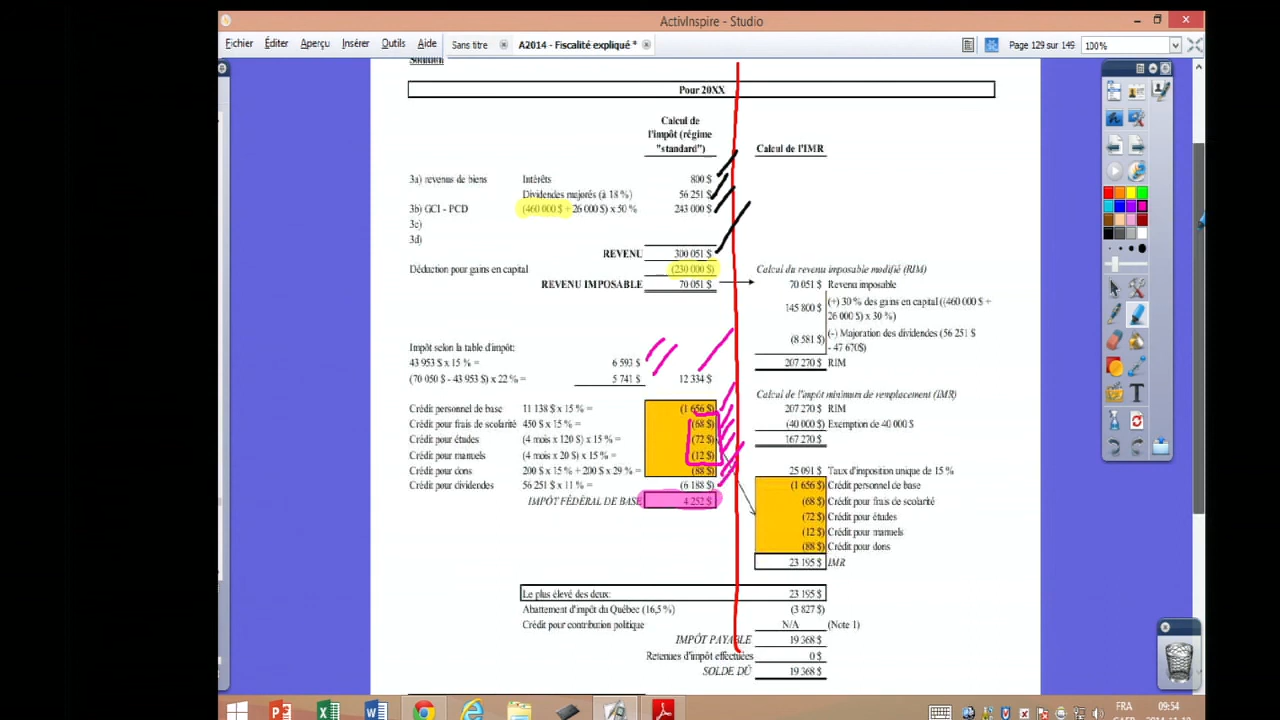 ActivInspire - Studio
Fichier Éditer Aperçu Insérer Outils Aide Sans titre A2014 - Fiscalité expliqué * Page 129 sur 149 100%
Solution
Pour 20XX
Calcul de
l'impôt (régime
"standard")
Calcul de l'IMR
3a) revenus de biens Intérêts 800 $
Dividendes majorés (à 18 %) 56 251 $
3b) GCI - PCD (460 000 $ + 26 000 $) x 50 % 243 000 $
3c)
3d)
REVENU 300 051 $
Déduction pour gains en capital (230 000 $) Calcul du revenu imposable modifié (RIM)
REVENU IMPOSABLE 70 051 $ 70 051 $ Revenu imposable
145 800 $ (+) 30 % des gains en capital ((460 000 $ +
26 000 $) x 30 %)
(8 581 $) (-) Majoration des dividendes (56 251 $
- 47 670$)
Impôt selon la table d'impôt:
43 953 $ x 15 % = 6 593 $ 207 270 $ RIM
(70 050 $ - 43 953 $) x 22 % = 5 741 $ 12 334 $
Calcul de l'impôt minimum de remplacement (IMR)
Crédit personnel de base 11 138 $ x 15 % = (1 656 $) 207 270 $ RIM
Crédit pour frais de scolarité 450 $ x 15 % = (68 $) (40 000 $) Exemption de 40 000 $
Crédit pour études (4 mois x 120 $) x 15 % = (72 $) 167 270 $
Crédit pour manuels (4 mois x 20 $) x 15 % = (12 $)
Crédit pour dons 200 $ x 15 % + 200 $ x 29 % = (88 $) 25 091 $ Taux d'imposition unique de 15 %
Crédit pour dividendes 56 251 $ x 11 % = (6 188 $) (1 656 $) Crédit personnel de base
IMPÔT FÉDÉRAL DE BASE 4 252 $ (68 $) Crédit pour frais de scolarité
(72 $) Crédit pour études
(12 $) Crédit pour manuels
(88 $) Crédit pour dons
23 195 $ IMR
Le plus élevé des deux: 23 195 $
Abattement d'impôt du Québec (16,5 %) (3 827 $)
Crédit pour contribution politique N/A (Note 1)
IMPÔT PAYABLE 19 368 $
Retenues d'impôt effectuées 0 $
SOLDE DÛ 19 368 $
FR 09:54